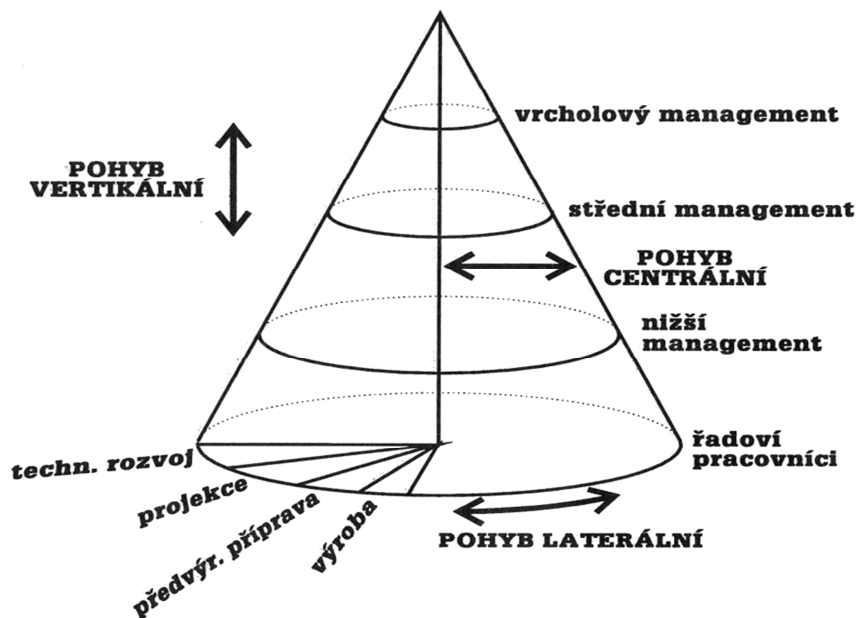 vrcholový management
POHYB
VERTIKÁLNÍ
střední management
POHYB
CENTRÁLNÍ
nižší
management
řadoví
pracovníci
techn. rozvoj
projekce
předvýr. příprava
výroba
POHYB LATERÁLNÍ